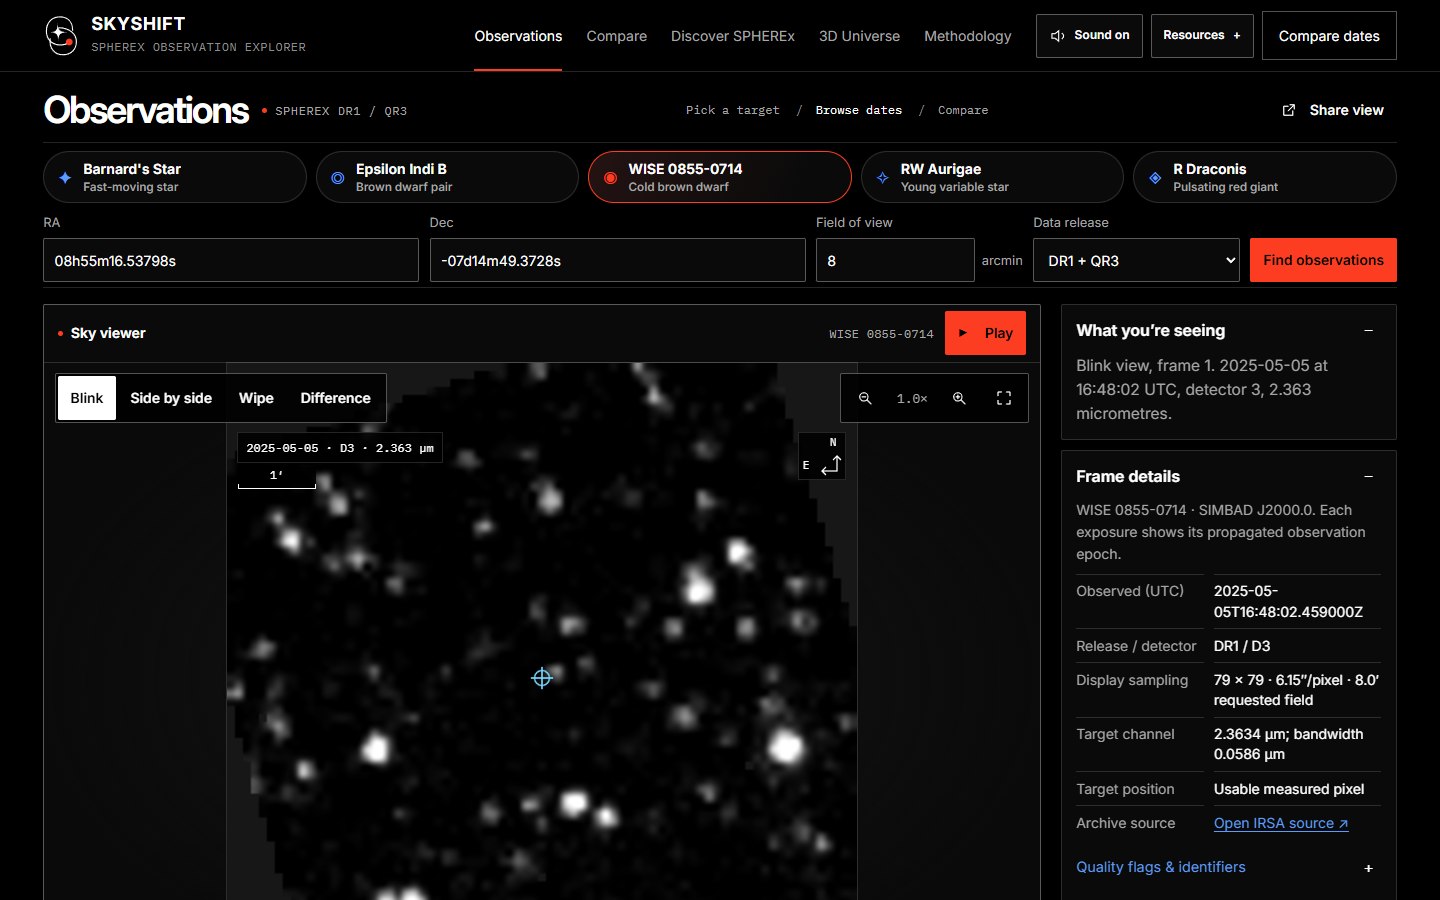 SKYSHIFT
SPHEREX OBSERVATION EXPLORER
Observations
Compare
Discover SPHEREx
3D Universe
Methodology
Sound on
Resources +
Compare dates
Observations
SPHEREX DR1 / QR3
Pick a target / Browse dates / Compare
Share view
Barnard's Star
Fast-moving star
Epsilon Indi B
Brown dwarf pair
WISE 0855-0714
Cold brown dwarf
RW Aurigae
Young variable star
R Draconis
Pulsating red giant
RA
08h55m16.53798s
Dec
-07d14m49.3728s
Field of view
8
arcmin
Data release
DR1 + QR3
Find observations
Sky viewer
WISE 0855-0714
Play
Blink
Side by side
Wipe
Difference
1.0×
2025-05-05 · D3 · 2.363 μm
1′
N
E
What you’re seeing
Blink view, frame 1. 2025-05-05 at
16:48:02 UTC, detector 3, 2.363
micrometres.
Frame details
WISE 0855-0714 · SIMBAD J2000.0. Each
exposure shows its propagated observation
epoch.
Observed (UTC)
2025-05-
05T16:48:02.459000Z
Release / detector
DR1 / D3
Display sampling
79 × 79 · 6.15″/pixel · 8.0′
requested field
Target channel
2.3634 μm; bandwidth
0.0586 μm
Target position
Usable measured pixel
Archive source
Open IRSA source ↗
Quality flags & identifiers +